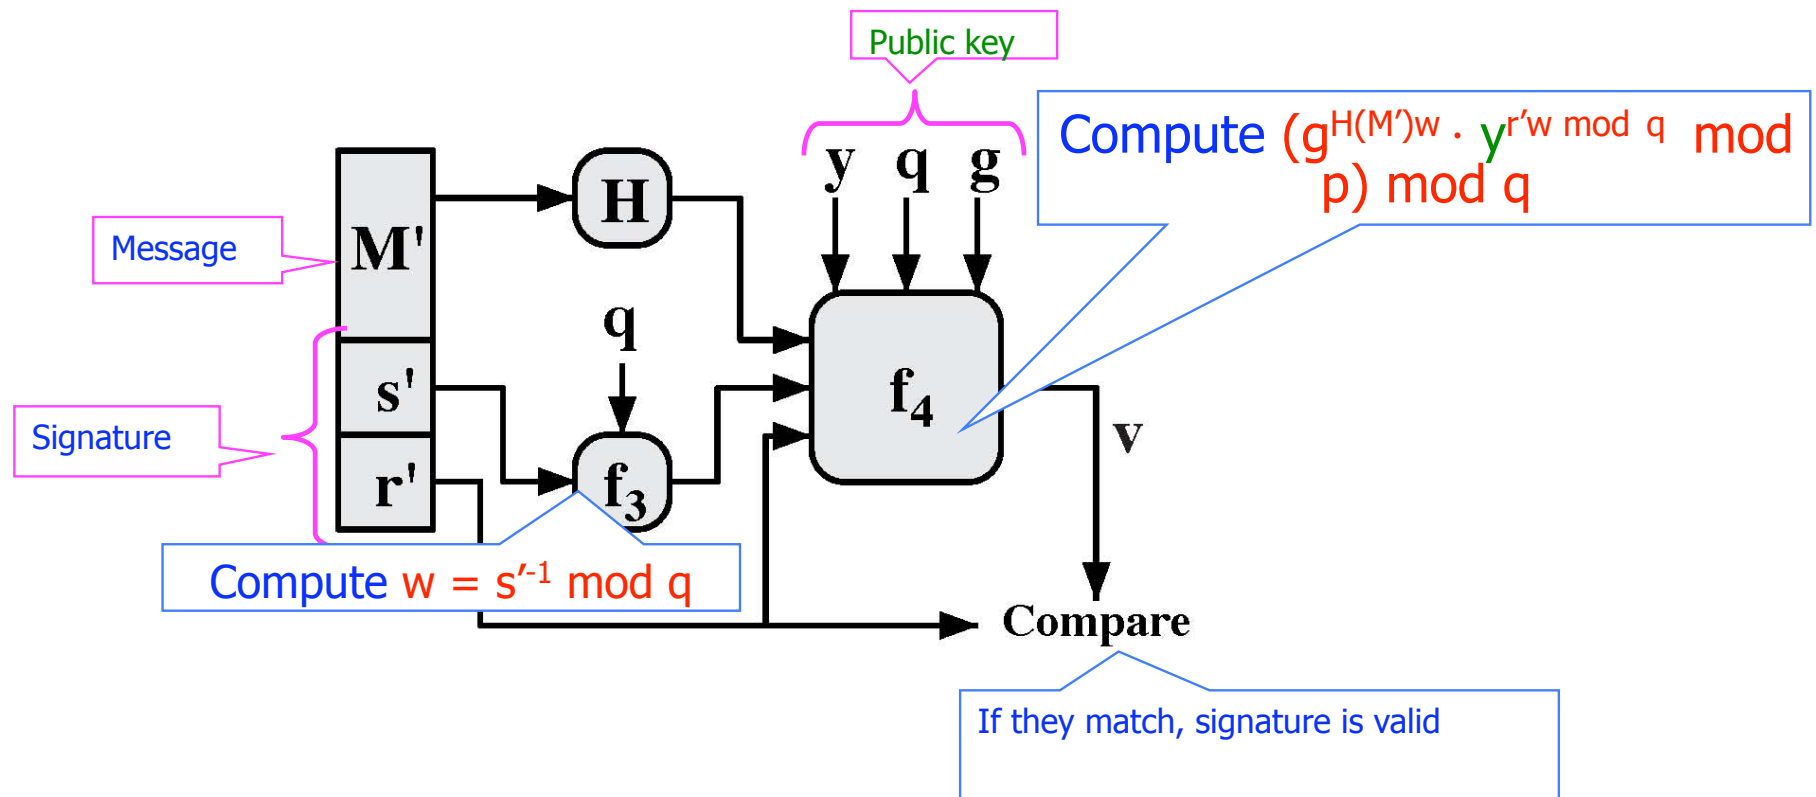 Public key
Compute (g^H(M’)w · y^r’w mod q mod
p) mod q
y q g
H
M'
Message
q
s'
f₄
Signature
v
r'
f₃
Compute w = s’^-1 mod q
Compare
If they match, signature is valid